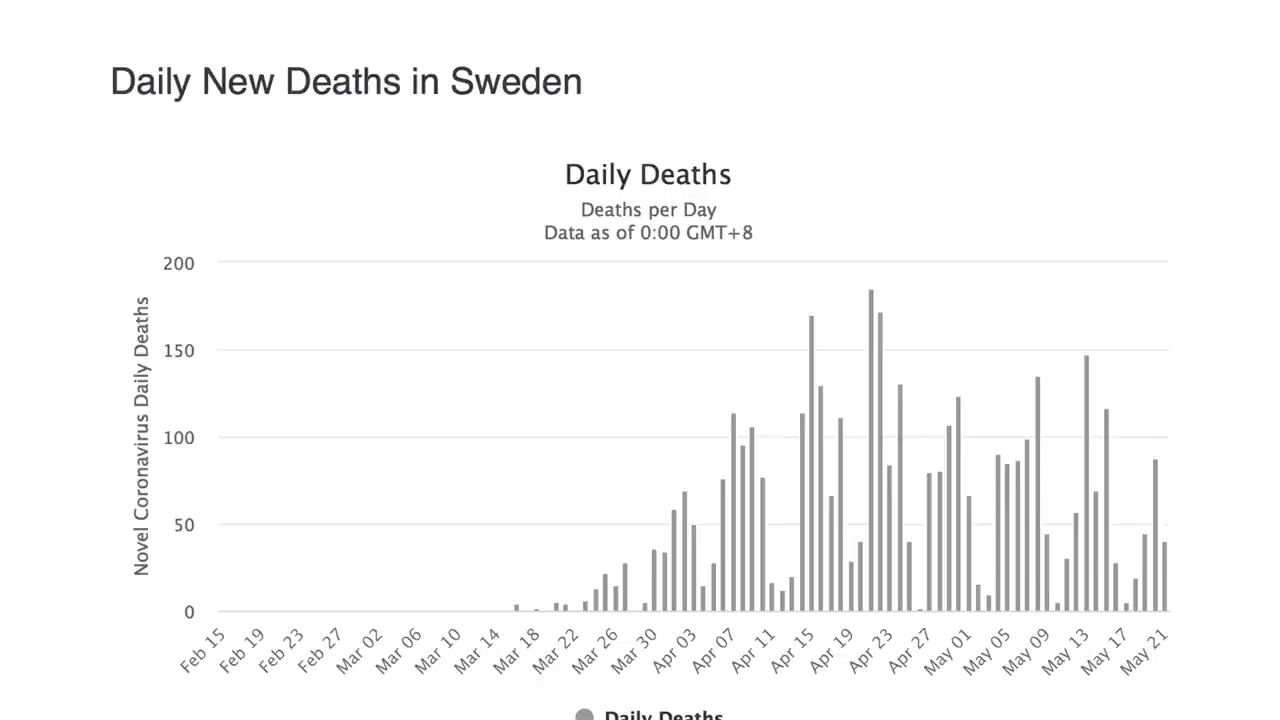 Daily New Deaths in Sweden
Daily Deaths
Deaths per Day
Data as of 0:00 GMT+8
Novel Coronavirus Daily Deaths
200
150
100
50
0
Feb 15
Feb 19
Feb 23
Feb 27
Mar 02
Mar 06
Mar 10
Mar 14
Mar 18
Mar 22
Mar 26
Mar 30
Apr 03
Apr 07
Apr 11
Apr 15
Apr 19
Apr 23
Apr 27
May 01
May 05
May 09
May 13
May 17
May 21
Daily Deaths